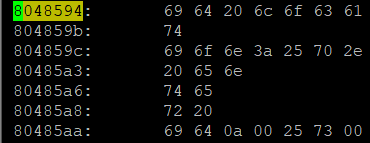 8048594: 69 64 20 6c 6f 63 61
804859b: 74
804859c: 69 6f 6e 3a 25 70 2e
80485a3: 20 65 6e
80485a6: 74 65
80485a8: 72 20
80485aa: 69 64 0a 00 25 73 00